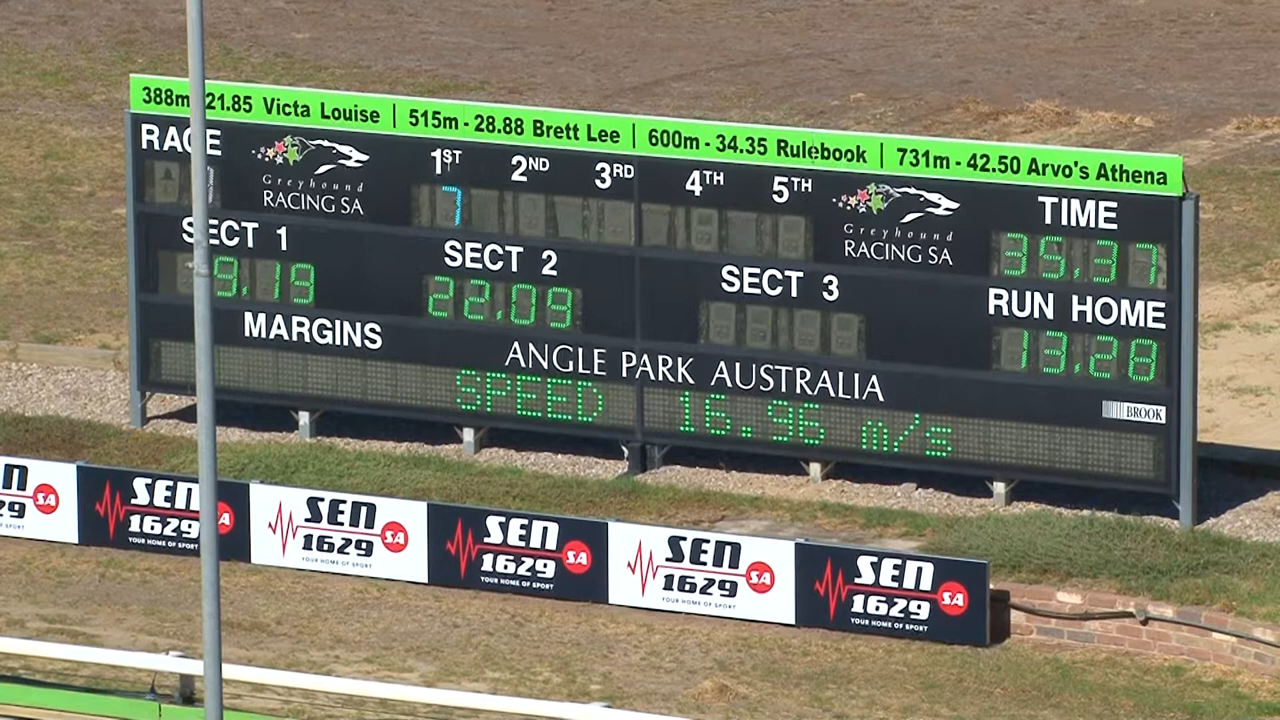 388m 21.85 Victa Louise | 515m - 28.88 Brett Lee | 600m - 34.35 Rulebook | 731m - 42.50 Arvo's Athena
RACE
Greyhound
RACING SA
1ST 2ND 3RD 4TH 5TH
7
Greyhound
RACING SA
TIME
35.37
SECT 1
9.19
SECT 2
22.09
SECT 3
RUN HOME
13.28
MARGINS
ANGLE PARK AUSTRALIA
SPEED 16.96 m/s
BROOK
N SA
29
SEN
1629 A
YOUR HOME OF SPORT
SEN
1629 SA
YOUR HOME OF SPORT
SEN
1629 SA
YOUR HOME OF SPORT
SEN
1629 SA
YOUR HOME OF SPORT
SEN
1629 SA
YOUR HOME OF SPORT